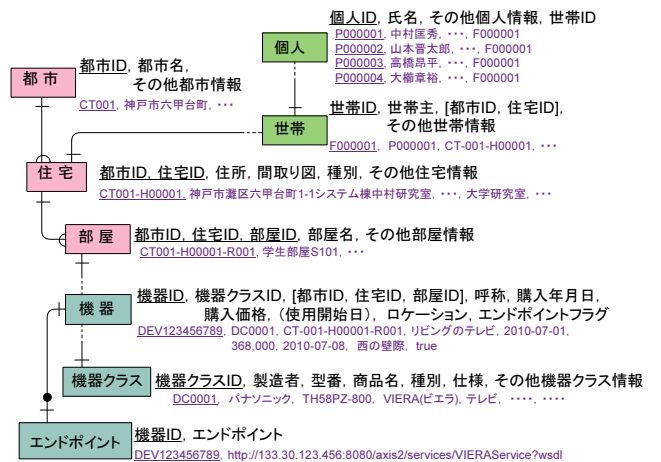 個人ID, 氏名, その他個人情報, 世帯ID
個人
P000001, 中村匡秀, ・・・, F000001
P000002, 山本晋太郎, ・・・, F000001
P000003, 高橋昂平, ・・・, F000001
P000004, 大櫛章裕, ・・・, F000001
都市
都市ID, 都市名,
その他都市情報
CT001, 神戸市六甲台町, ・・・
世帯
世帯ID, 世帯主, [都市ID, 住宅ID],
その他世帯情報
F000001, P000001, CT-001-H00001, ・・・
住宅
都市ID, 住宅ID, 住所, 間取り図, 種別, その他住宅情報
CT001-H00001, 神戸市灘区六甲台町1-1システム棟中村研究室, ・・・, 大学研究室, ・・・
部屋
都市ID, 住宅ID, 部屋ID, 部屋名, その他部屋情報
CT001-H00001-R001, 学生部屋S101, ・・・
機器
機器ID, 機器クラスID, [都市ID, 住宅ID, 部屋ID], 呼称, 購入年月日,
購入価格, (使用開始日), ロケーション, エンドポイントフラグ
DEV123456789, DC0001, CT-001-H00001-R001, リビングのテレビ, 2010-07-01,
368,000, 2010-07-08, 西の壁際, true
機器クラス
機器クラスID, 製造者, 型番, 商品名, 種別, 仕様, その他機器クラス情報
DC0001, パナソニック, TH58PZ-800, VIERA(ビエラ), テレビ, ・・・・, ・・・・
エンドポイント
機器ID, エンドポイント
DEV123456789, http://133.30.123.456:8080/axis2/services/VIERAService?wsdl